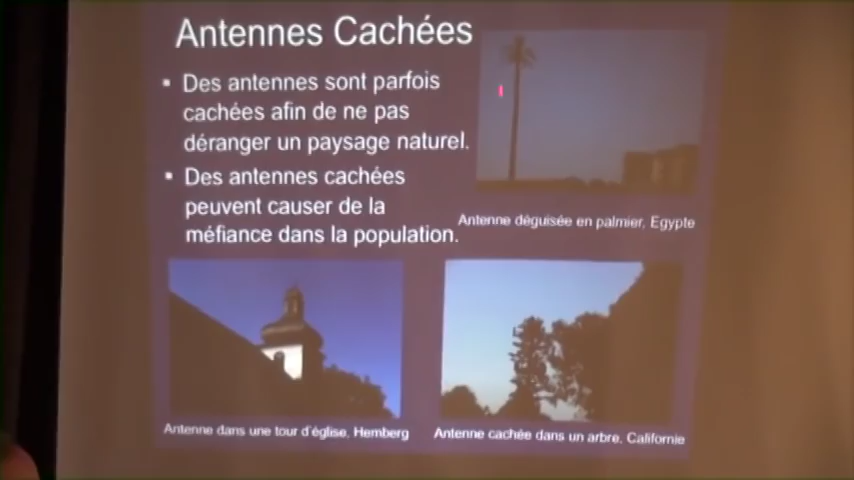 Antennes Cachées
▪ Des antennes sont parfois
cachées afin de ne pas
déranger un paysage naturel.
▪ Des antennes cachées
peuvent causer de la
méfiance dans la population.
Antenne déguisée en palmier, Egypte
Antenne dans une tour d'église, Hemberg
Antenne cachée dans un arbre, Californie